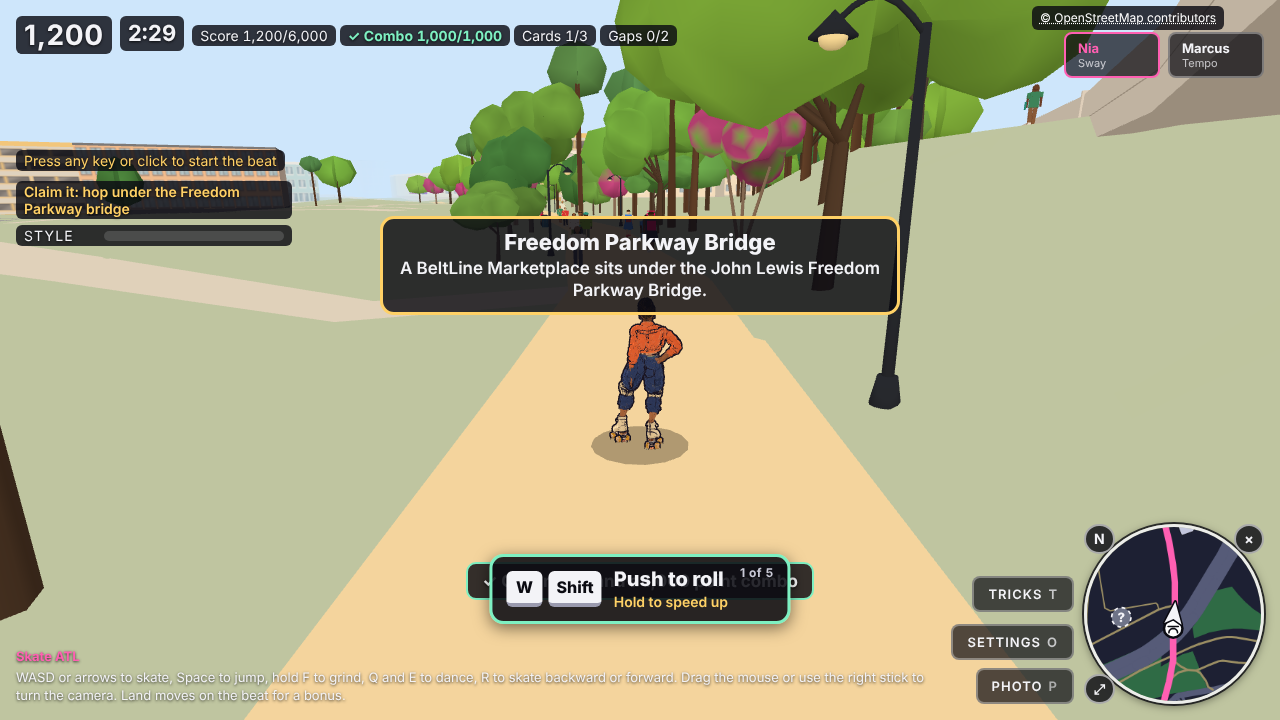 1,200
2:29
Score 1,200/6,000
✓ Combo 1,000/1,000
Cards 1/3
Gaps 0/2
© OpenStreetMap contributors
Nia
Sway
Marcus
Tempo
Press any key or click to start the beat
Claim it: hop under the Freedom
Parkway bridge
STYLE
Freedom Parkway Bridge
A BeltLine Marketplace sits under the John Lewis Freedom
Parkway Bridge.
W
Shift
Push to roll
1 of 5
Hold to speed up
combo
N
×
?
TRICKS T
SETTINGS O
PHOTO P
Skate ATL
WASD or arrows to skate, Space to jump, hold F to grind, Q and E to dance, R to skate backward or forward. Drag the mouse or use the right stick to
turn the camera. Land moves on the beat for a bonus.